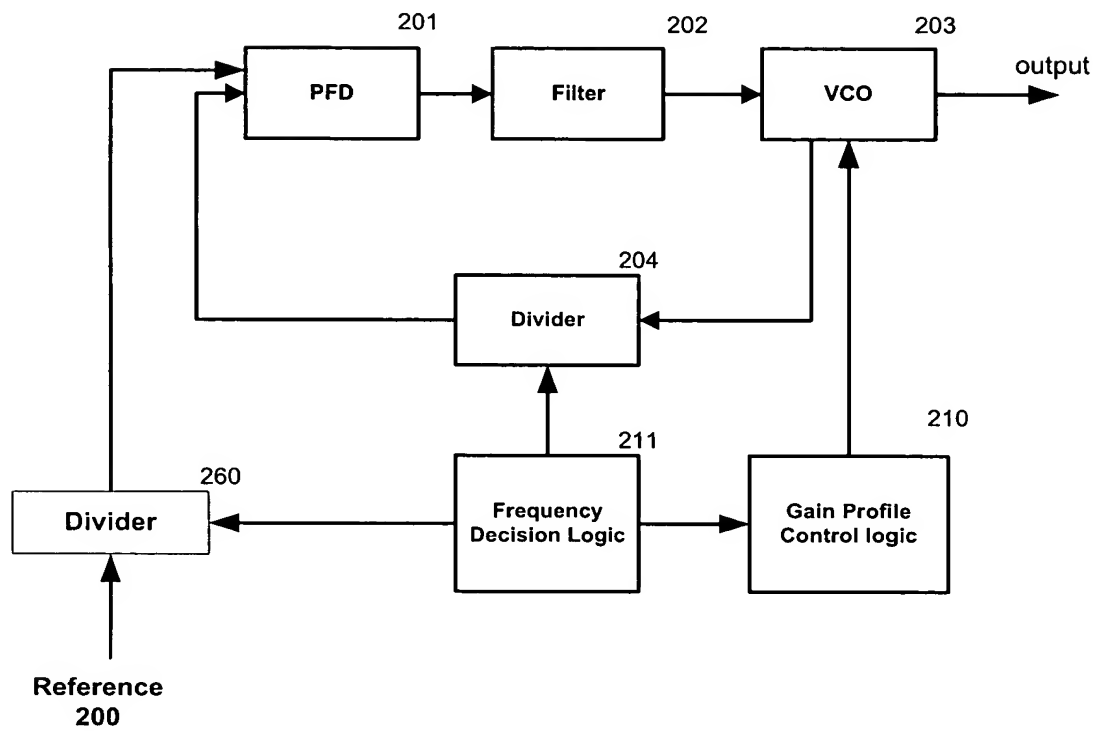 201
202
203
output
PFD
Filter
VCO
204
Divider
210
211
260
Divider
Frequency
Decision Logic
Gain Profile
Control logic
Reference
200